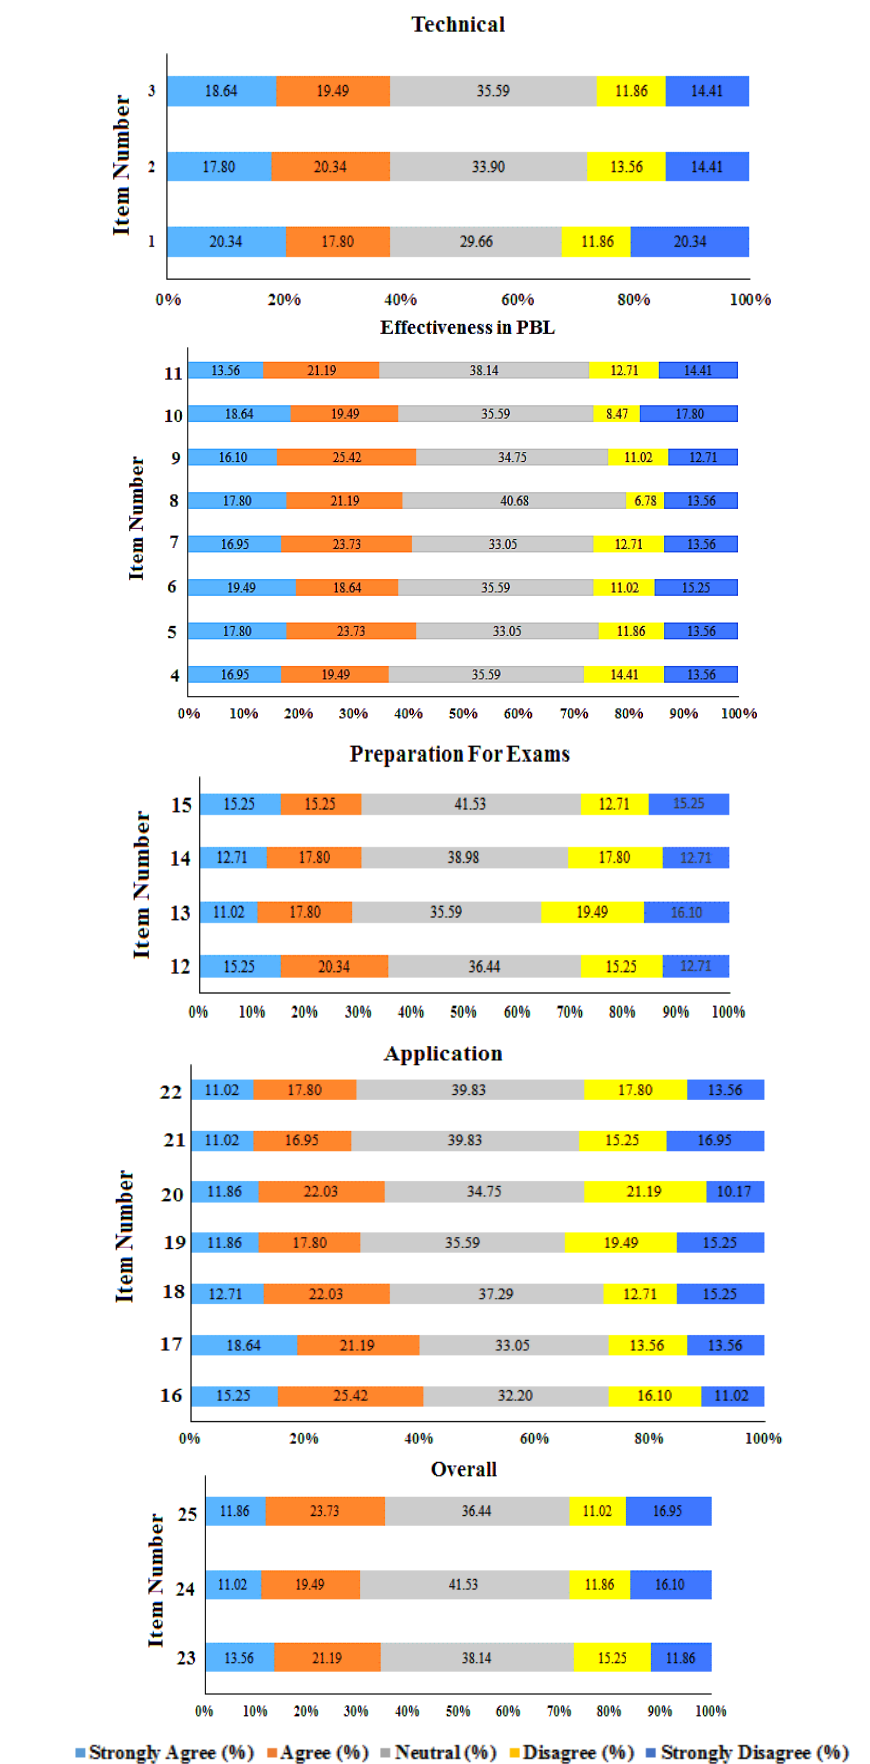 Technical
Item Number
3 18.64 19.49 35.59 11.86 14.41
2 17.80 20.34 33.90 13.56 14.41
1 20.34 17.80 29.66 11.86 20.34
0% 20% 40% 60% 80% 100%
Effectiveness in PBL
Item Number
11 13.56 21.19 38.14 12.71 14.41
10 18.64 19.49 35.59 8.47 17.80
9 16.10 25.42 34.75 11.02 12.71
8 17.80 21.19 40.68 6.78 13.56
7 16.95 23.73 33.05 12.71 13.56
6 19.49 18.64 35.59 11.02 15.25
5 17.80 23.73 33.05 11.86 13.56
4 16.95 19.49 35.59 14.41 13.56
0% 10% 20% 30% 40% 50% 60% 70% 80% 90% 100%
Preparation For Exams
Item Number
15 15.25 15.25 41.53 12.71 15.25
14 12.71 17.80 38.98 17.80 12.71
13 11.02 17.80 35.59 19.49 16.10
12 15.25 20.34 36.44 15.25 12.71
0% 10% 20% 30% 40% 50% 60% 70% 80% 90% 100%
Application
Item Number
22 11.02 17.80 39.83 17.80 13.56
21 11.02 16.95 39.83 15.25 16.95
20 11.86 22.03 34.75 21.19 10.17
19 11.86 17.80 35.59 19.49 15.25
18 12.71 22.03 37.29 12.71 15.25
17 18.64 21.19 33.05 13.56 13.56
16 15.25 25.42 32.20 16.10 11.02
0% 20% 40% 60% 80% 100%
Overall
Item Number
25 11.86 23.73 36.44 11.02 16.95
24 11.02 19.49 41.53 11.86 16.10
23 13.56 21.19 38.14 15.25 11.86
0% 10% 20% 30% 40% 50% 60% 70% 80% 90% 100%
Strongly Agree (%) Agree (%) Neutral (%) Disagree (%) Strongly Disagree (%)